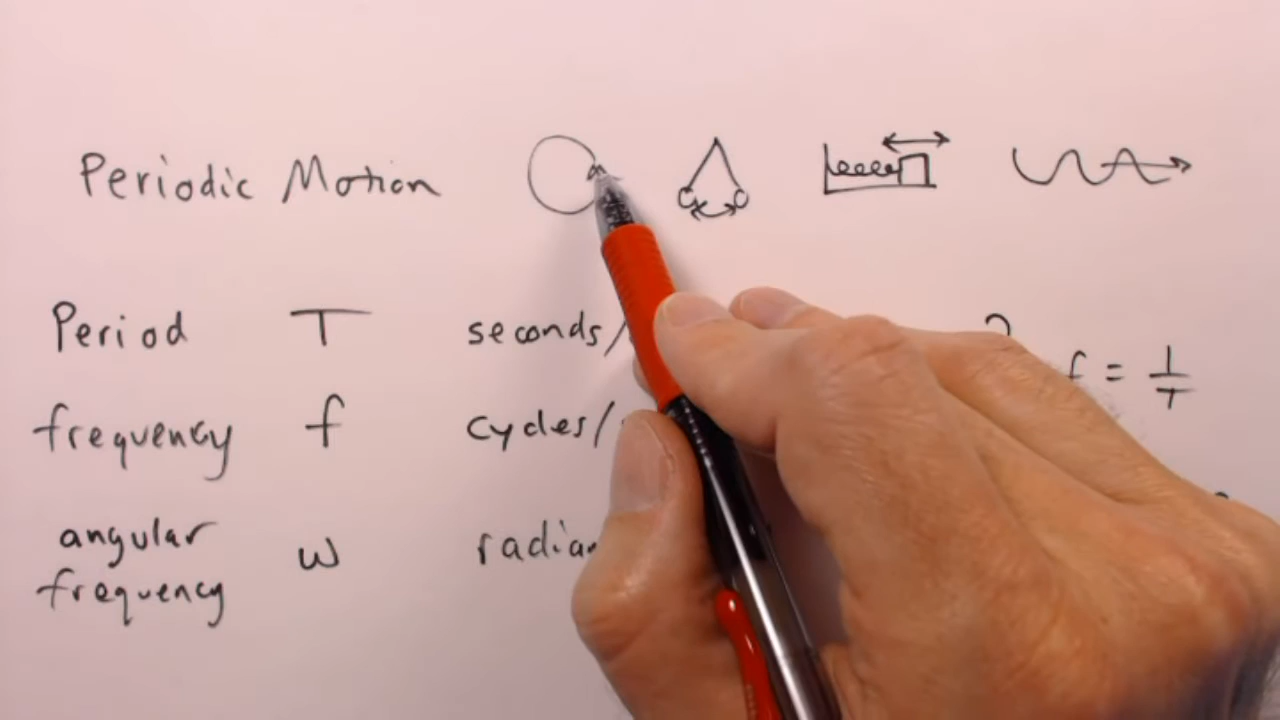 Periodic Motion
Period T seconds/
f = 1/T
frequency f cycles/
angular
frequency ω